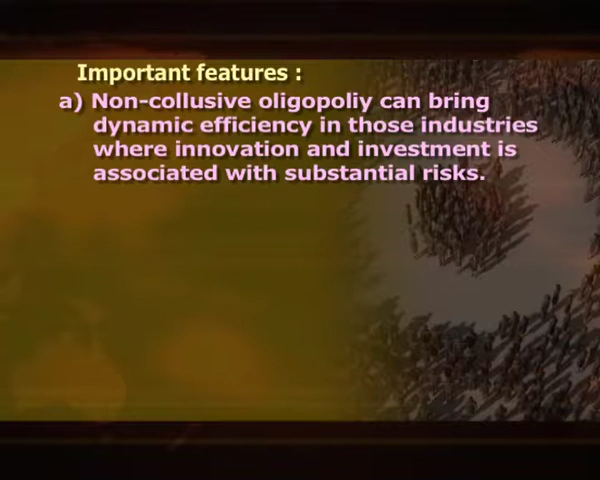 Important features :
a) Non-collusive oligopoliy can bring
dynamic efficiency in those industries
where innovation and investment is
associated with substantial risks.